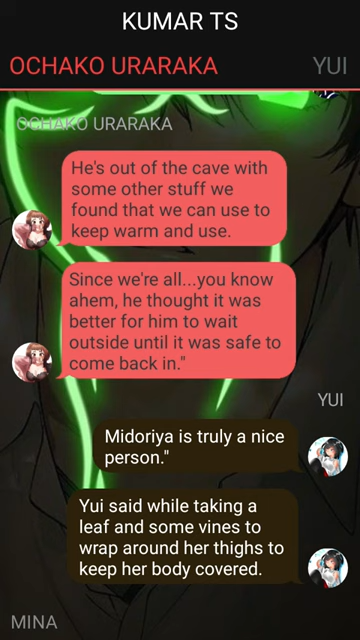 KUMAR TS
OCHAKO URARAKA
YUI
OCHAKO URARAKA
He's out of the cave with
some other stuff we
found that we can use to
keep warm and use.
Since we're all...you know
ahem, he thought it was
better for him to wait
outside until it was safe to
come back in."
YUI
Midoriya is truly a nice
person."
Yui said while taking a
leaf and some vines to
wrap around her thighs to
keep her body covered.
MINA